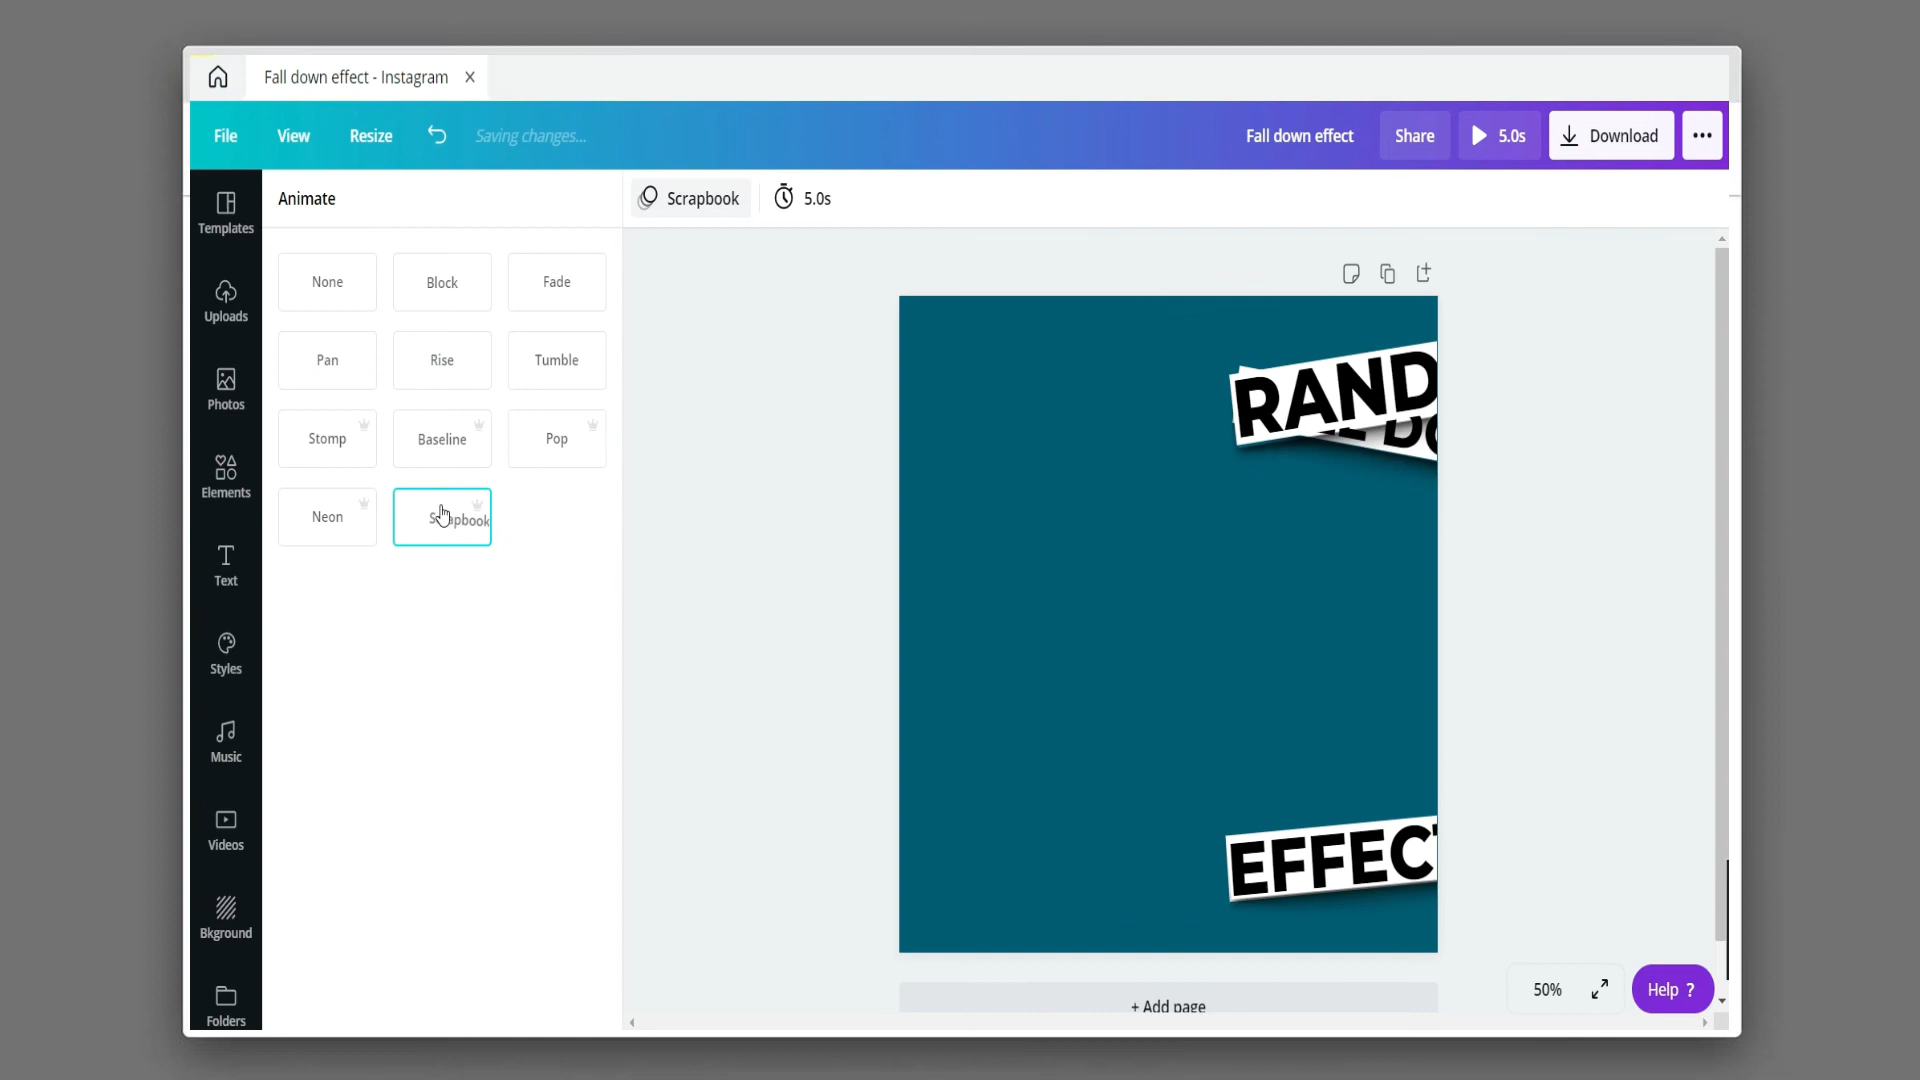 Fall down effect - Instagram
File View Resize Saving changes... Fall down effect Share 5.0s Download
Templates
Uploads
Photos
Elements
Text
Styles
Music
Videos
Bkground
Folders
Animate
None Block Fade
Pan Rise Tumble
Stomp Baseline Pop
Neon
Scrapbook 5.0s
RAND
EFFECT
+ Add page
50% Help ?